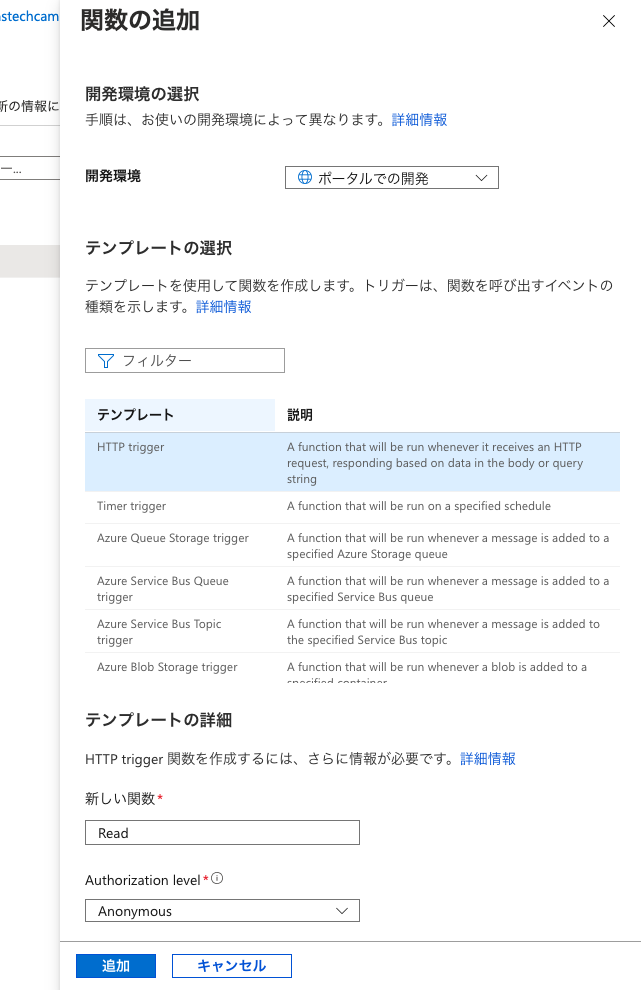 stechcam
関数の追加
新の情報に
ー...
開発環境の選択
手順は、お使いの開発環境によって異なります。詳細情報
開発環境
ポータルでの開発
テンプレートの選択
テンプレートを使用して関数を作成します。トリガーは、関数を呼び出すイベントの
種類を示します。詳細情報
フィルター
テンプレート 説明
HTTP trigger
A function that will be run whenever it receives an HTTP
request, responding based on data in the body or query
string
Timer trigger
A function that will be run on a specified schedule
Azure Queue Storage trigger
A function that will be run whenever a message is added to a
specified Azure Storage queue
Azure Service Bus Queue
trigger
A function that will be run whenever a message is added to a
specified Service Bus queue
Azure Service Bus Topic
trigger
A function that will be run whenever a message is added to
the specified Service Bus topic
Azure Blob Storage trigger
A function that will be run whenever a blob is added to a
specified container
テンプレートの詳細
HTTP trigger 関数を作成するには、さらに情報が必要です。詳細情報
新しい関数*
Read
Authorization level*
Anonymous
追加 キャンセル